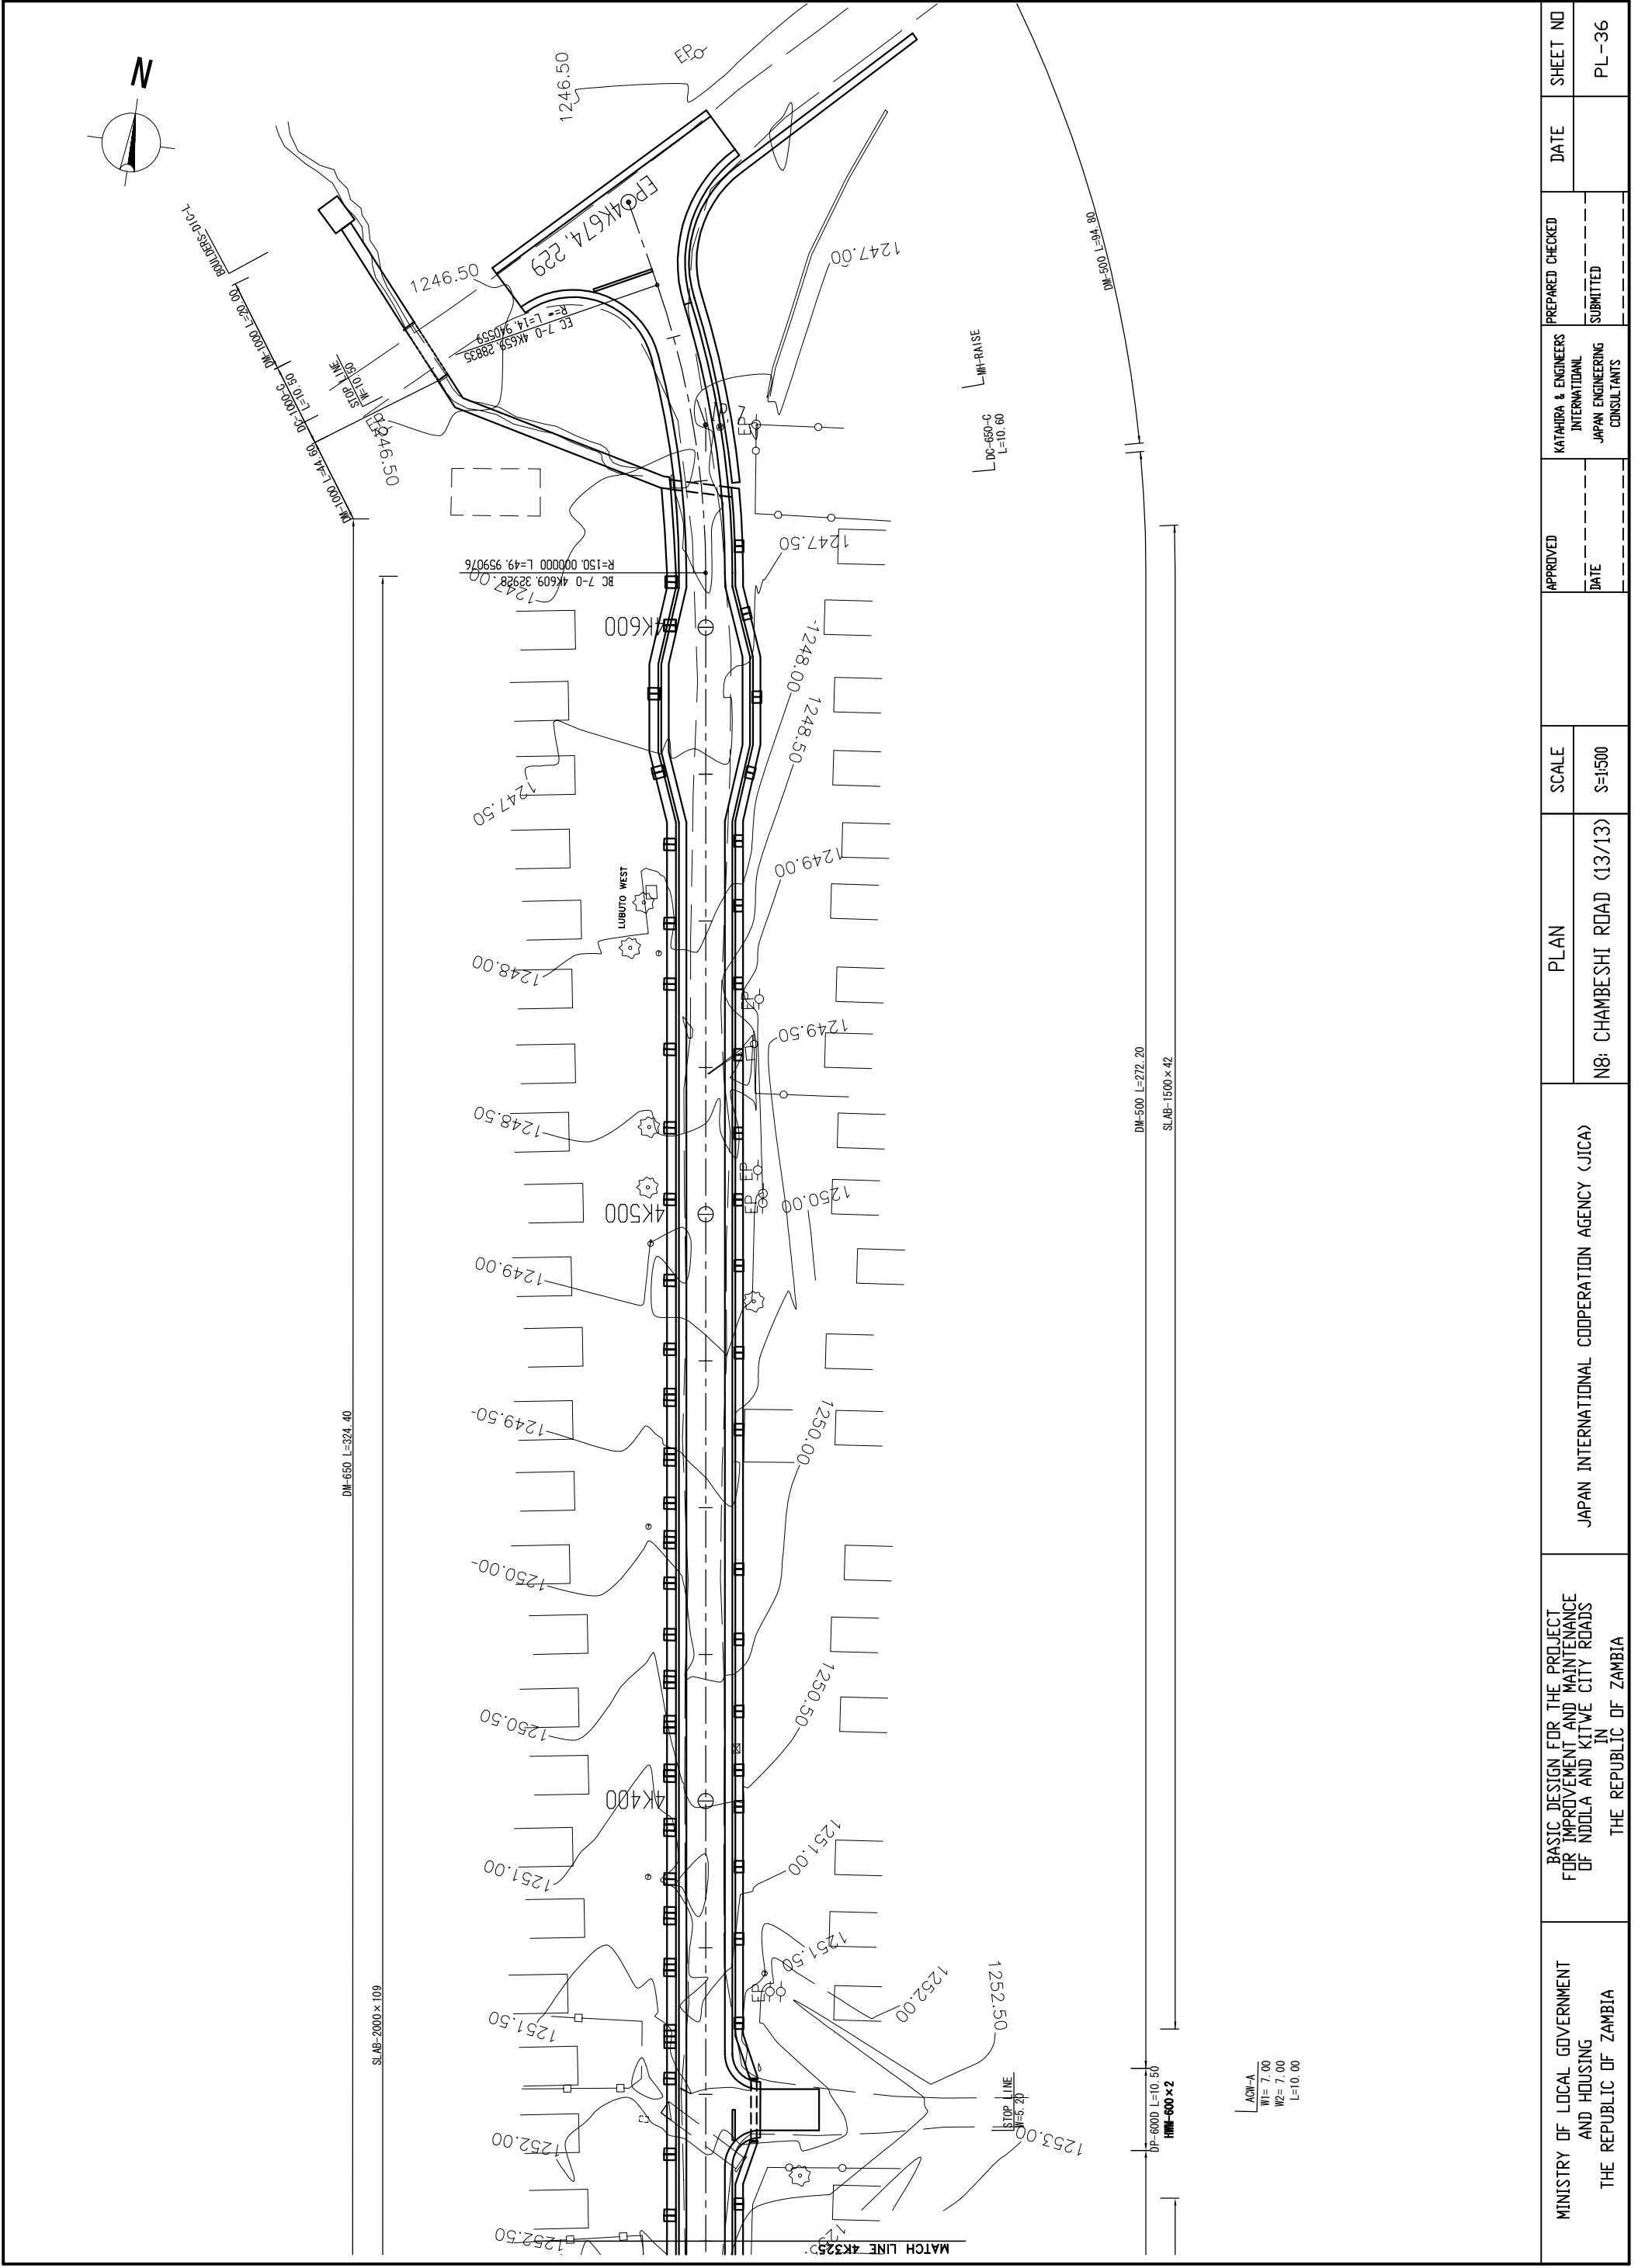 N
BOULDERS-D10-L
DM-1000 L=20.00
DC-1000-C
L=10.50
DM-1000 L=44.60
STOP LINE
W=10.50
1246.50
1246.50
1246.50
EP
EP 4K674.229
EC 7-0 4K659.28835
R=∞ L=14.940559
1247.00
DM-500 L=94.80
MH-RAISE
DC-650-C
L=10.60
1247.50
BC 7-0 4K609.32928
R=150.000000 L=49.959076
1247.00
4K600
1248.00
1248.50
1247.50
1249.00
LUBUTO WEST
1248.00
EP
1249.50
1248.50
EP
EP
1250.00
4K500
1249.00
DM-500 L=272.20
SLAB-1500×42
1249.50
1250.00
DM-650 L=324.40
1250.00
1250.50
1250.50
4K400
1251.00
1251.00
1251.50
EP
1252.00
1252.50
1251.50
SLAB-2000×109
STOP LINE
W=5.20
1253.00
DP-600D L=10.50
HWM-600×2
ACW-A
W1= 7.00
W2= 7.00
L=10.00
1252.00
1252.50
MATCH LINE 4K325
MINISTRY OF LOCAL GOVERNMENT
AND HOUSING
THE REPUBLIC OF ZAMBIA
BASIC DESIGN FOR THE PROJECT
FOR IMPROVEMENT AND MAINTENANCE
OF NDOLA AND KITWE CITY ROADS
IN
THE REPUBLIC OF ZAMBIA
JAPAN INTERNATIONAL COOPERATION AGENCY (JICA)
PLAN
N8: CHAMBESHI ROAD (13/13)
SCALE
S=1:500
APPROVED
DATE
KATAHIRA & ENGINEERS
INTERNATIOANL
JAPAN ENGINEERING
CONSULTANTS
PREPARED CHECKED
SUBMITTED
DATE
SHEET NO
PL-36